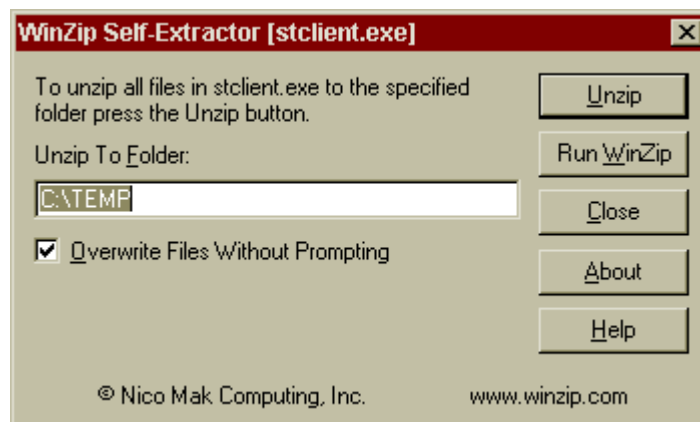 WinZip Self-Extractor [stclient.exe]
To unzip all files in stclient.exe to the specified
folder press the Unzip button.
Unzip To Folder:
C:\TEMP
Overwrite Files Without Prompting
Unzip
Run WinZip
Close
About
Help
© Nico Mak Computing, Inc. www.winzip.com